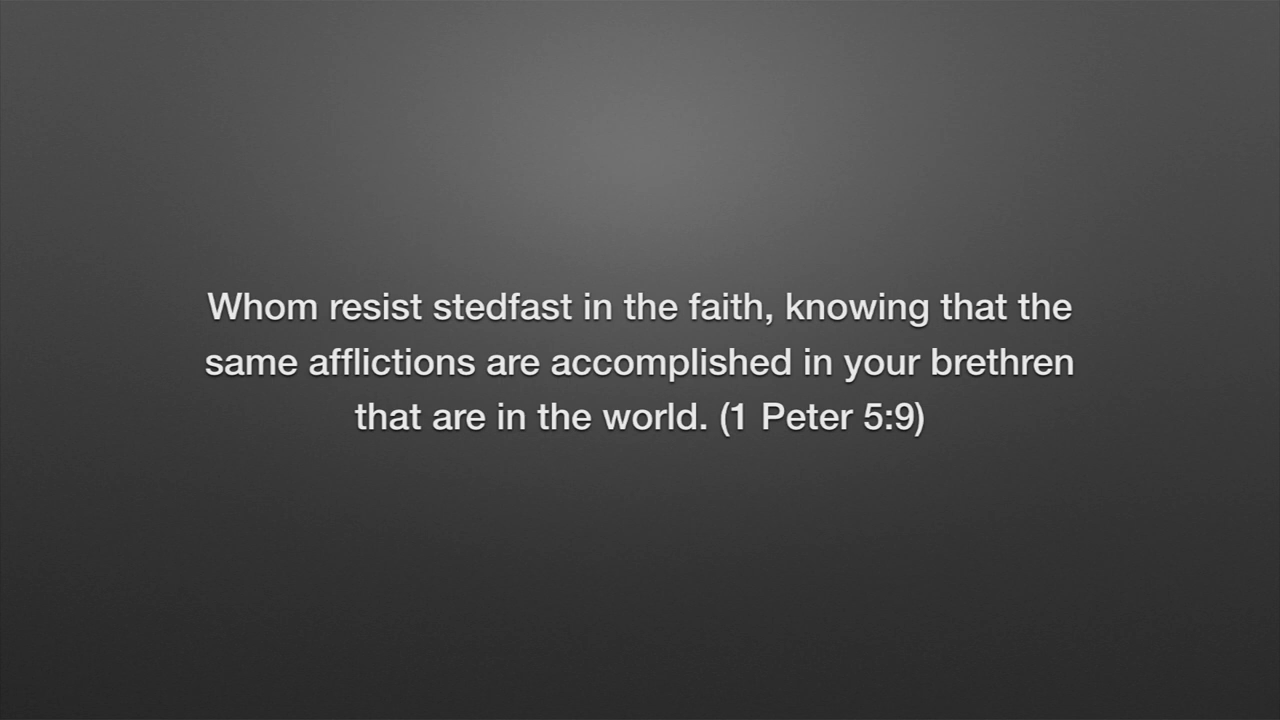 Whom resist stedfast in the faith, knowing that the
same afflictions are accomplished in your brethren
that are in the world. (1 Peter 5:9)